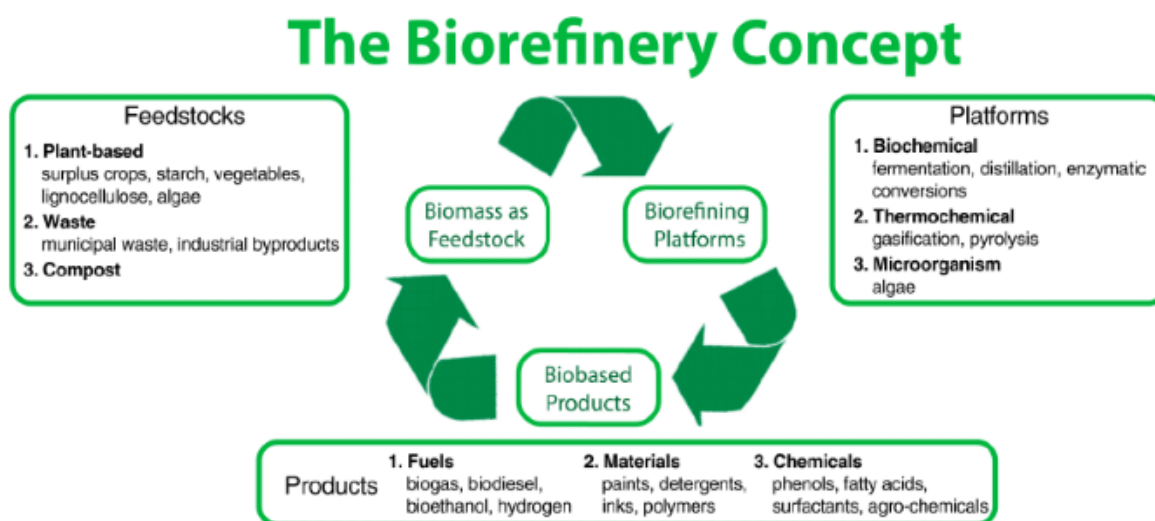 The Biorefinery Concept
Feedstocks
1. Plant-based
surplus crops, starch, vegetables,
lignocellulose, algae
2. Waste
municipal waste, industrial byproducts
3. Compost
Biomass as
Feedstock
Biorefining
Platforms
Platforms
1. Biochemical
fermentation, distillation, enzymatic
conversions
2. Thermochemical
gasification, pyrolysis
3. Microorganism
algae
Biobased
Products
Products
1. Fuels
biogas, biodiesel,
bioethanol, hydrogen
2. Materials
paints, detergents,
inks, polymers
3. Chemicals
phenols, fatty acids,
surfactants, agro-chemicals